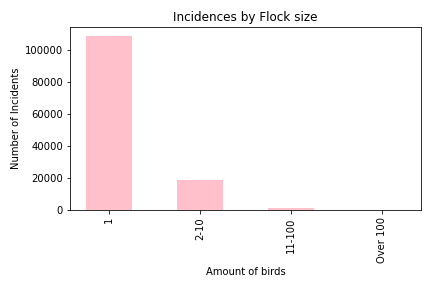 Incidences by Flock size
Number of Incidents
100000
80000
60000
40000
20000
0
1
2-10
11-100
Over 100
Amount of birds